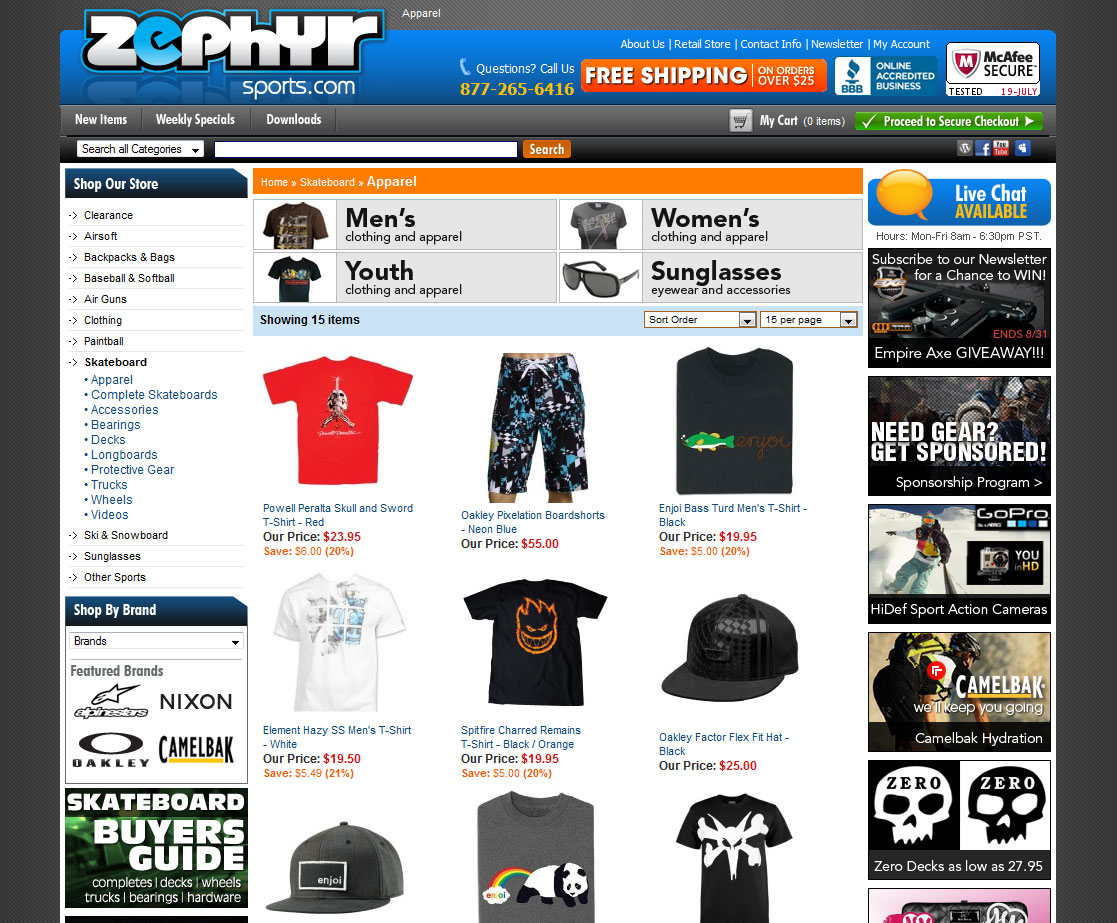 Apparel
zephyr
sports.com
About Us | Retail Store | Contact Info | Newsletter | My Account
Questions? Call Us
877-265-6416
FREE SHIPPING
ON ORDERS
OVER $25
BBB
ONLINE
ACCREDITED
BUSINESS
McAfee
SECURE
TESTED 19-JULY
New Items
Weekly Specials
Downloads
My Cart (0 items)
Proceed to Secure Checkout
Search all Categories
Search
You
Tube
Shop Our Store
Clearance
Airsoft
Backpacks & Bags
Baseball & Softball
Air Guns
Clothing
Paintball
Skateboard
• Apparel
• Complete Skateboards
• Accessories
• Bearings
• Decks
• Longboards
• Protective Gear
• Trucks
• Wheels
• Videos
Ski & Snowboard
Sunglasses
Other Sports
Shop By Brand
Brands
Featured Brands
alpinestars
NIXON
OAKLEY
CAMELBAK
SKATEBOARD
BUYERS
GUIDE
completes | decks | wheels
trucks | bearings | hardware
Home » Skateboard » Apparel
Men's
clothing and apparel
Women's
clothing and apparel
Youth
clothing and apparel
Sunglasses
eyewear and accessories
Showing 15 items
Sort Order
15 per page
Powell Peralta Skull and Sword
T-Shirt - Red
Our Price: $23.95
Save: $6.00 (20%)
Oakley Pixelation Boardshorts
- Neon Blue
Our Price: $55.00
enjoi
Enjoi Bass Turd Men's T-Shirt -
Black
Our Price: $19.95
Save: $5.00 (20%)
Element Hazy SS Men's T-Shirt
- White
Our Price: $19.50
Save: $5.49 (21%)
Spitfire Charred Remains
T-Shirt - Black / Orange
Our Price: $19.95
Save: $5.00 (20%)
Oakley Factor Flex Fit Hat -
Black
Our Price: $25.00
enjoi
enjoi
Live Chat
AVAILABLE
Hours: Mon-Fri 8am - 6:30pm PST.
Subscribe to our Newsletter
for a Chance to WIN!
ENDS 8/31
Empire Axe GIVEAWAY!!!
NEED GEAR?
GET SPONSORED!
Sponsorship Program >
GoPro
YOU
in HD
HiDef Sport Action Cameras
CAMELBAK
we'll keep you going
Camelbak Hydration
ZERO
ZERO
Zero Decks as low as 27.95